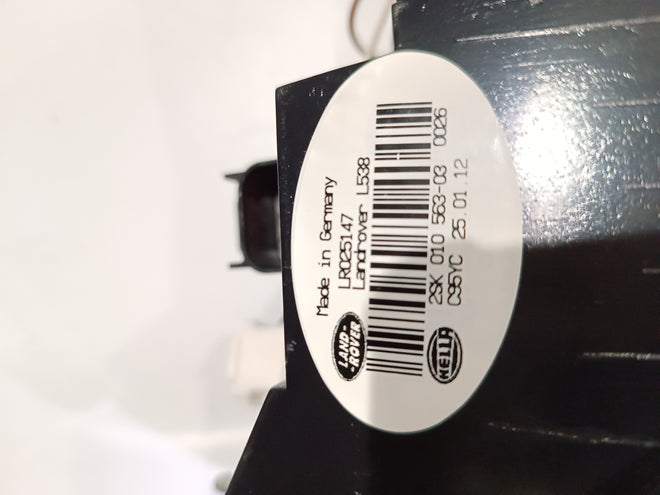 Made in Germany
LR025147
Landrover L538
LAND-
-ROVER
2SK 010 563-03 0026
C95YC 25.01.12
HELLA